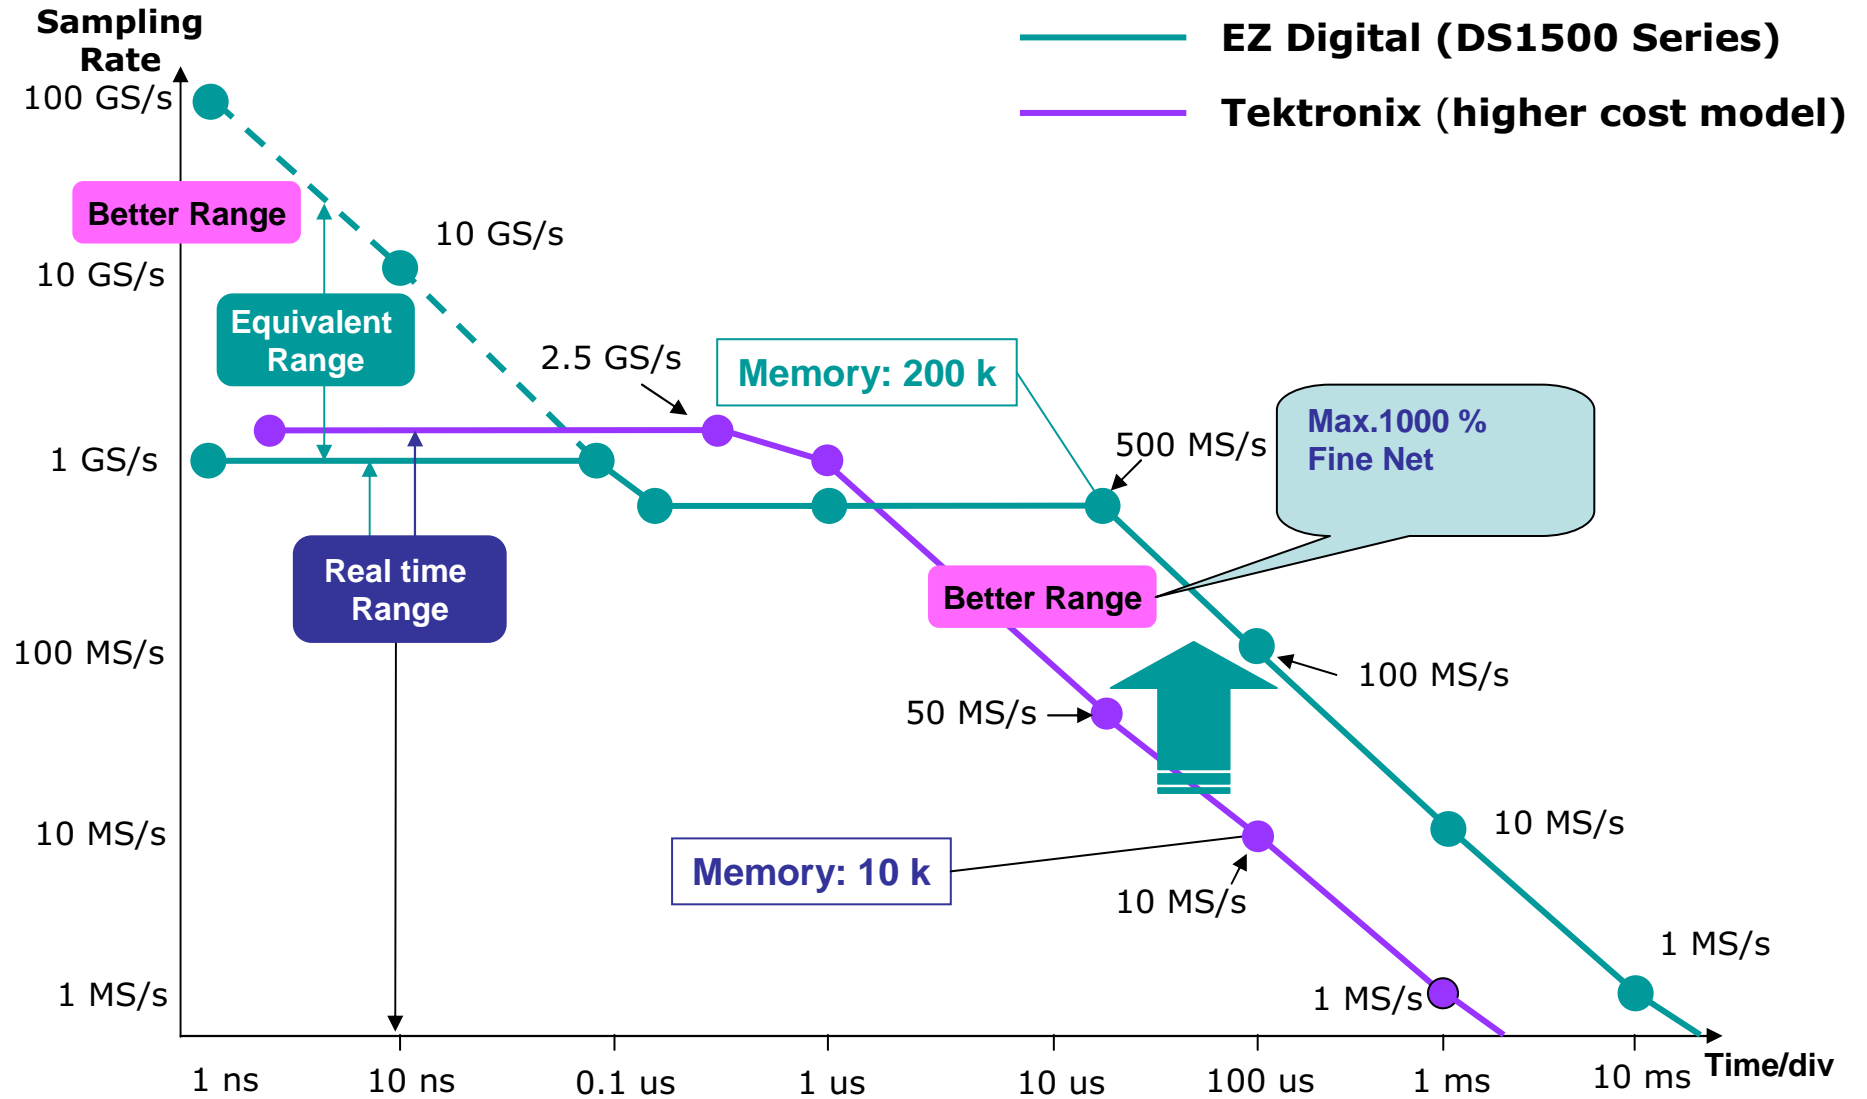 Sampling
Rate
EZ Digital (DS1500 Series)
Tektronix (higher cost model)
100 GS/s
Better Range
10 GS/s
10 GS/s
Equivalent
Range
2.5 GS/s
Memory: 200 k
Max.1000 %
Fine Net
500 MS/s
1 GS/s
Real time
Range
Better Range
100 MS/s
100 MS/s
50 MS/s
10 MS/s
10 MS/s
Memory: 10 k
10 MS/s
1 MS/s
1 MS/s
1 MS/s
Time/div
1 ns
10 ns
0.1 us
1 us
10 us
100 us
1 ms
10 ms